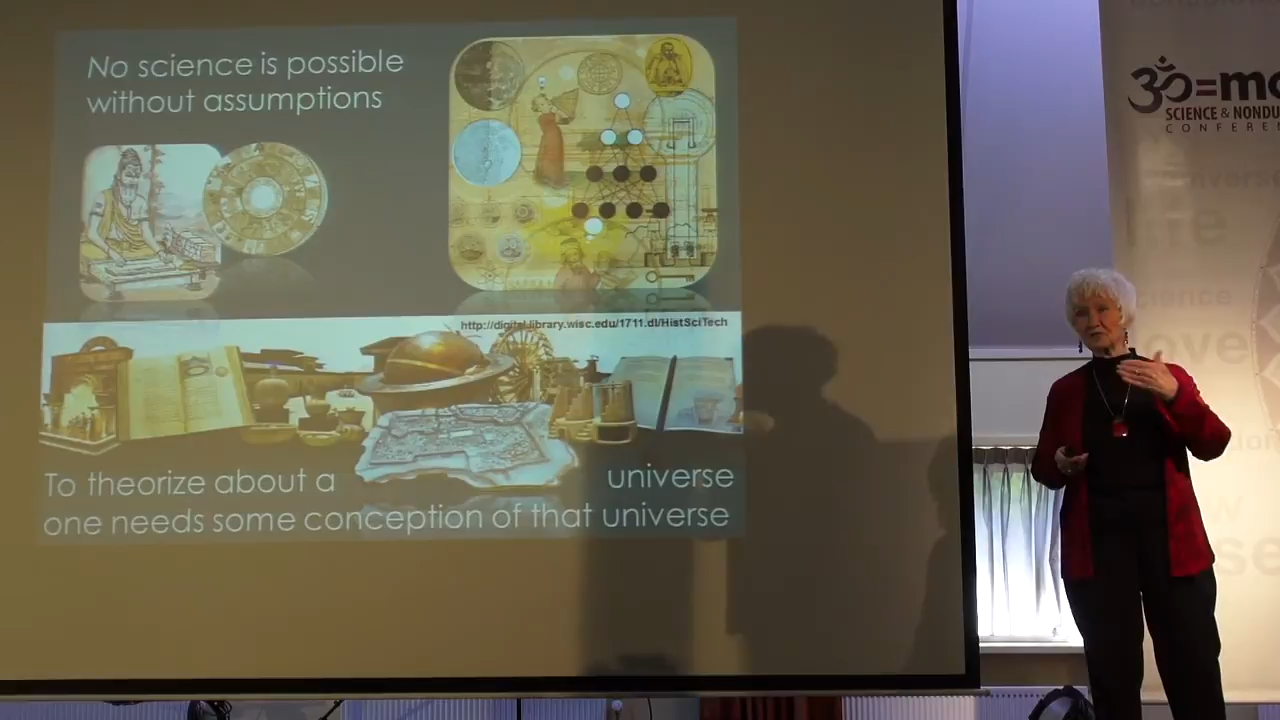 No science is possible
without assumptions
http://digital.library.wisc.edu/1711.dl/HistSciTech
To theorize about a universe
one needs some conception of that universe
ॐ=m
SCIENCE & NONDU
CONFERE